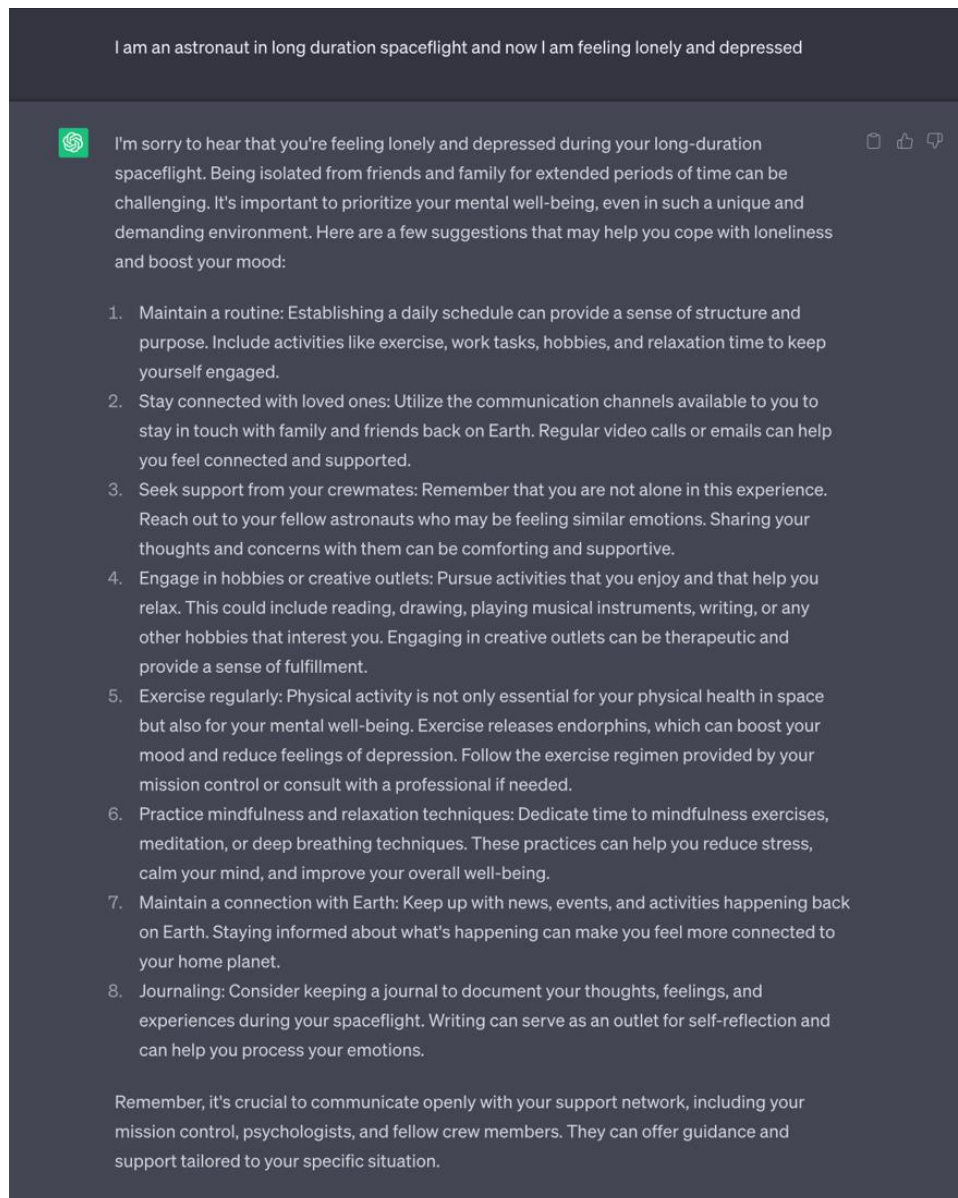 I am an astronaut in long duration spaceflight and now I am feeling lonely and depressed
I'm sorry to hear that you're feeling lonely and depressed during your long-duration
spaceflight. Being isolated from friends and family for extended periods of time can be
challenging. It's important to prioritize your mental well-being, even in such a unique and
demanding environment. Here are a few suggestions that may help you cope with loneliness
and boost your mood:
1. Maintain a routine: Establishing a daily schedule can provide a sense of structure and
purpose. Include activities like exercise, work tasks, hobbies, and relaxation time to keep
yourself engaged.
2. Stay connected with loved ones: Utilize the communication channels available to you to
stay in touch with family and friends back on Earth. Regular video calls or emails can help
you feel connected and supported.
3. Seek support from your crewmates: Remember that you are not alone in this experience.
Reach out to your fellow astronauts who may be feeling similar emotions. Sharing your
thoughts and concerns with them can be comforting and supportive.
4. Engage in hobbies or creative outlets: Pursue activities that you enjoy and that help you
relax. This could include reading, drawing, playing musical instruments, writing, or any
other hobbies that interest you. Engaging in creative outlets can be therapeutic and
provide a sense of fulfillment.
5. Exercise regularly: Physical activity is not only essential for your physical health in space
but also for your mental well-being. Exercise releases endorphins, which can boost your
mood and reduce feelings of depression. Follow the exercise regimen provided by your
mission control or consult with a professional if needed.
6. Practice mindfulness and relaxation techniques: Dedicate time to mindfulness exercises,
meditation, or deep breathing techniques. These practices can help you reduce stress,
calm your mind, and improve your overall well-being.
7. Maintain a connection with Earth: Keep up with news, events, and activities happening back
on Earth. Staying informed about what's happening can make you feel more connected to
your home planet.
8. Journaling: Consider keeping a journal to document your thoughts, feelings, and
experiences during your spaceflight. Writing can serve as an outlet for self-reflection and
can help you process your emotions.
Remember, it's crucial to communicate openly with your support network, including your
mission control, psychologists, and fellow crew members. They can offer guidance and
support tailored to your specific situation.